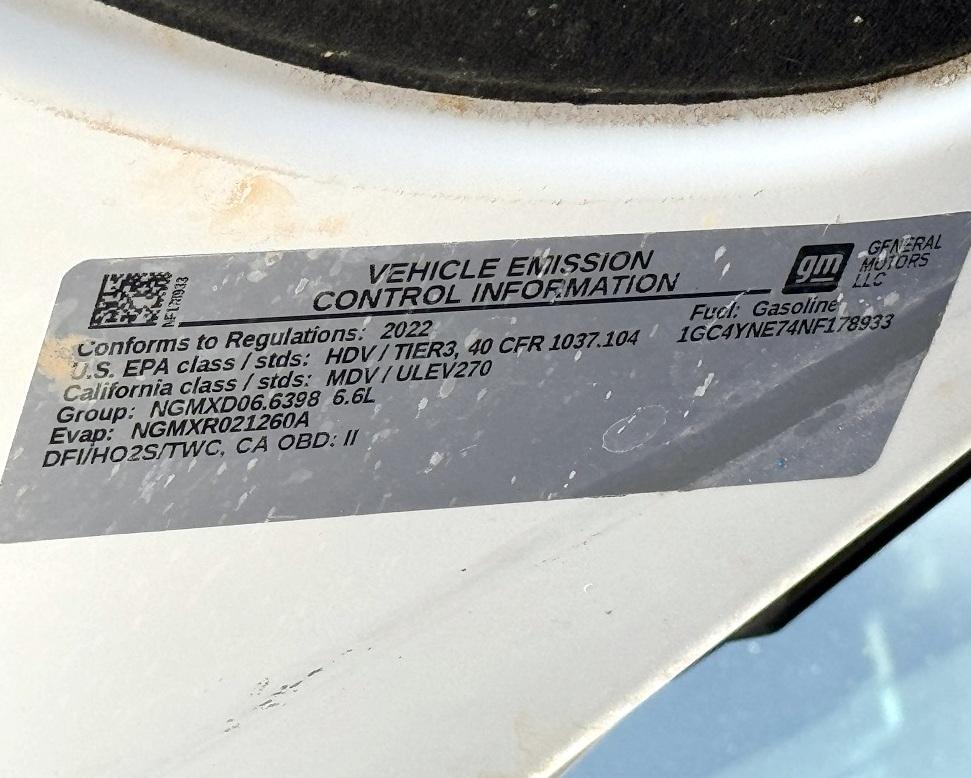 VEHICLE EMISSION
CONTROL INFORMATION
gm
GENERAL
MOTORS
LLC
NF178933
Conforms to Regulations: 2022
U.S. EPA class / stds: HDV / TIER3, 40 CFR 1037.104
California class / stds: MDV / ULEV270
Group: NGMXD06.6398 6.6L
Evap: NGMXR021260A
DFI/HO2S/TWC, CA OBD: II
Fuel: Gasoline
1GC4YNE74NF178933